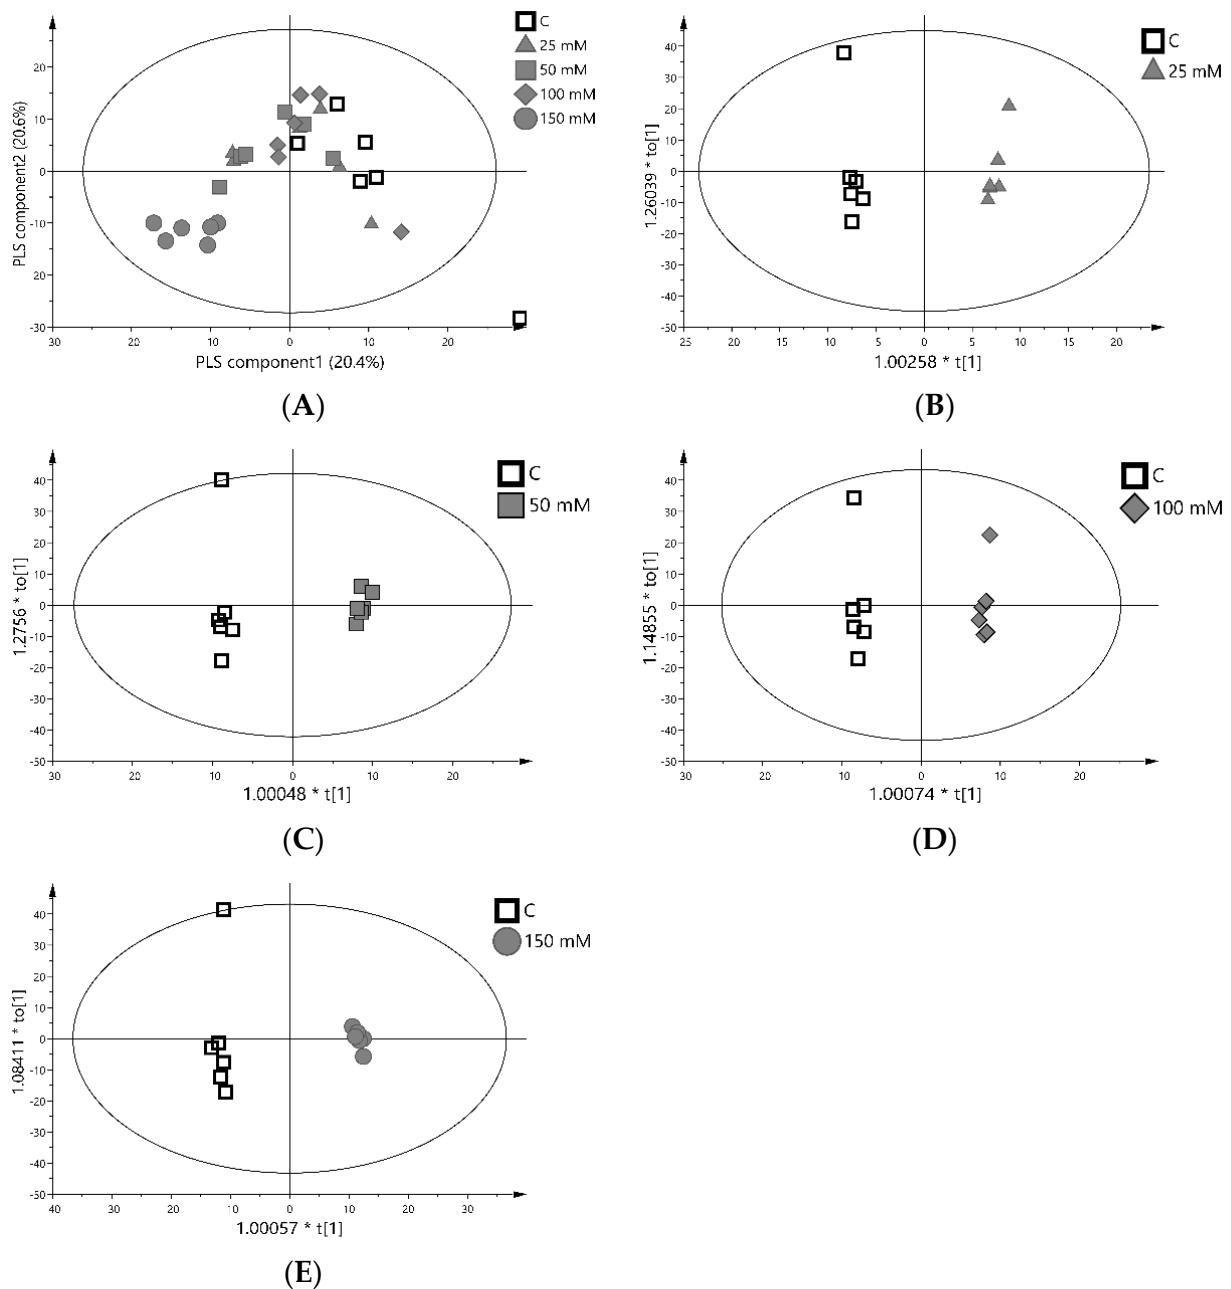 C
25 mM
50 mM
100 mM
150 mM
20
10
0
-10
20
-30
30
20
10
0
10
20
PLS component2 (20.6%)
PLS component1 (20.4%)
(A)
C
25 mM
40
30
20
10
0
-10
-20
-30
-40
-50
25
20
15
10
5
0
5
10
15
20
1.26039 * to[1]
1.00258 * t[1]
(B)
C
50 mM
40
30
20
10
0
-10
-20
-30
-40
-50
30
20
10
0
10
20
1.2756 * to[1]
1.00048 * t[1]
(C)
C
100 mM
40
30
20
10
0
-10
-20
-30
-40
-50
30
20
10
0
10
20
1.14855 * to[1]
1.00074 * t[1]
(D)
C
150 mM
40
30
20
10
0
-10
-20
-30
-40
-50
40
30
20
10
0
10
20
30
1.08411 * to[1]
1.00057 * t[1]
(E)